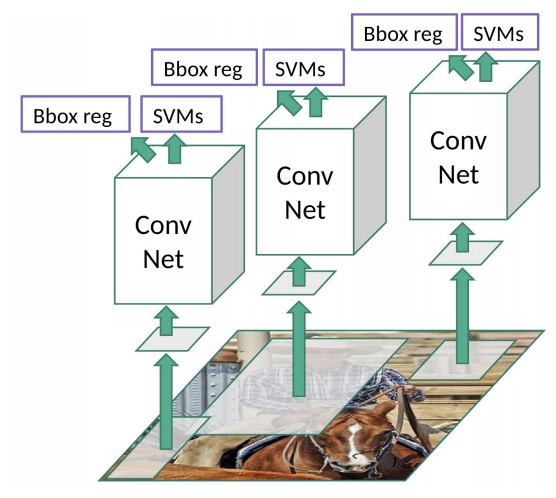 Bbox reg
SVMs
Bbox reg
SVMs
Bbox reg
SVMs
Conv
Net
Conv
Net
Conv
Net